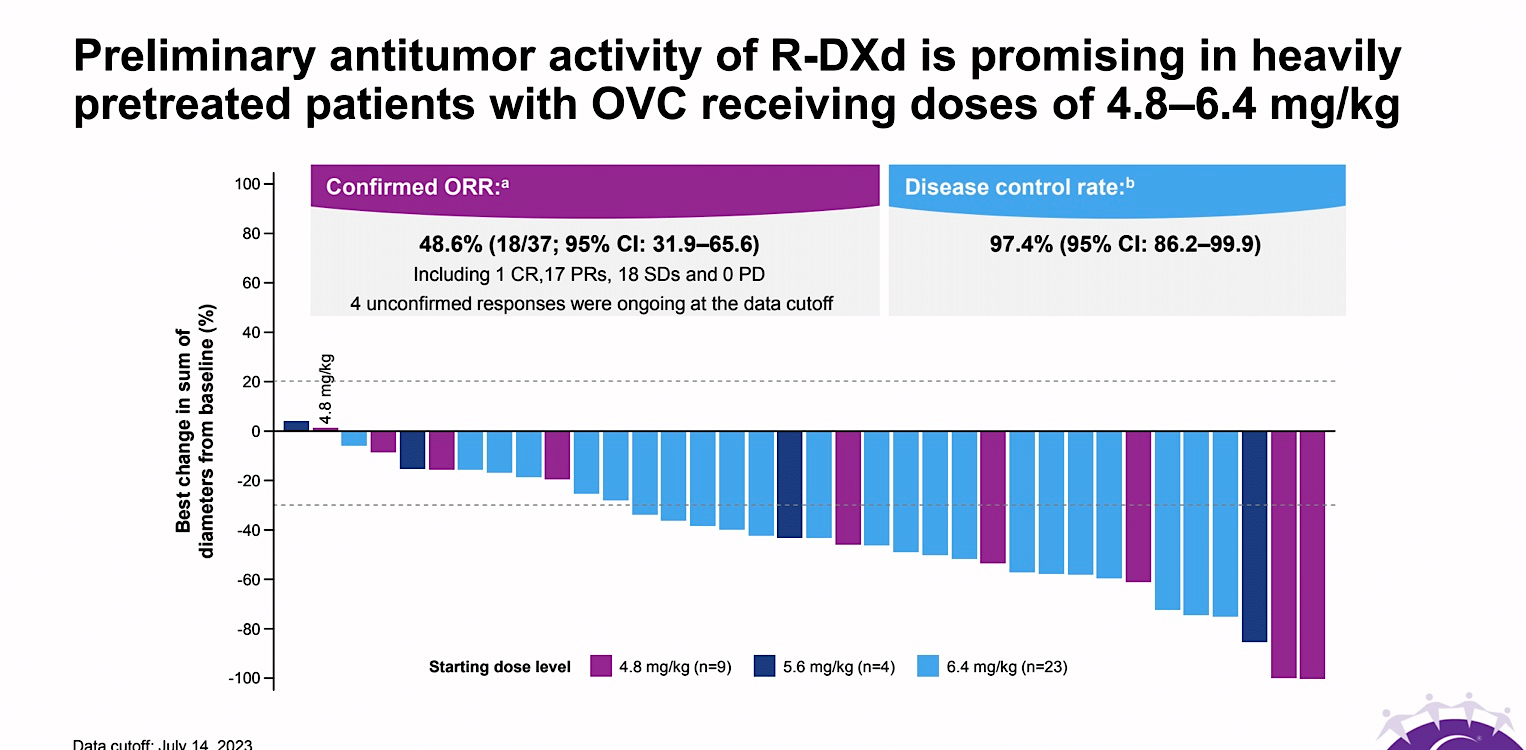 Preliminary antitumor activity of R-DXd is promising in heavily
pretreated patients with OVC receiving doses of 4.8–6.4 mg/kg
Confirmed ORR:a
48.6% (18/37; 95% CI: 31.9–65.6)
Including 1 CR,17 PRs, 18 SDs and 0 PD
4 unconfirmed responses were ongoing at the data cutoff
Disease control rate:b
97.4% (95% CI: 86.2–99.9)
Best change in sum of
diameters from baseline (%)
100
80
60
40
20
0
-20
-40
-60
-80
-100
4.8 mg/kg
Starting dose level
4.8 mg/kg (n=9)
5.6 mg/kg (n=4)
6.4 mg/kg (n=23)
Data cutoff: July 14, 2023